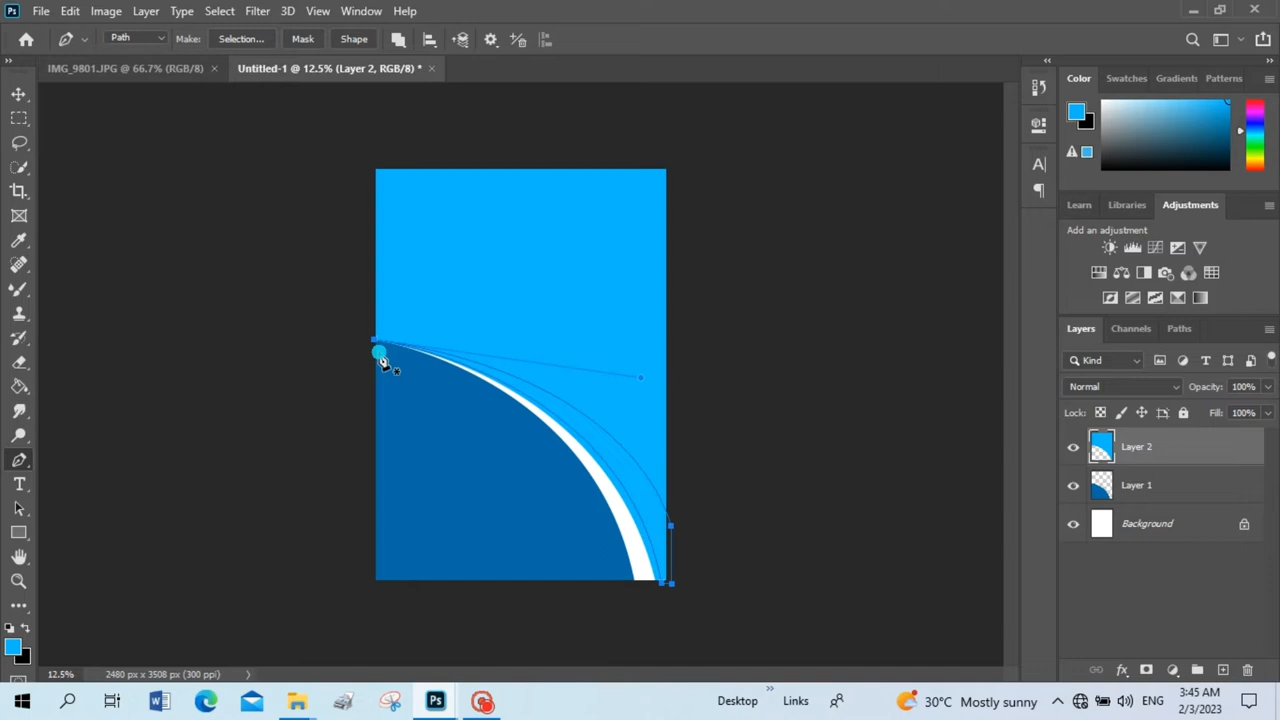 Ps File Edit Image Layer Type Select Filter 3D View Window Help
Path Make: Selection... Mask Shape
IMG_9801.JPG @ 66.7% (RGB/8) × Untitled-1 @ 12.5% (Layer 2, RGB/8) * ×
Color Swatches Gradients Patterns
Learn Libraries Adjustments
Add an adjustment
Layers Channels Paths
Kind
Normal Opacity: 100%
Lock: Fill: 100%
Layer 2
Layer 1
Background
12.5% 2480 px x 3508 px (300 ppi)
Ps Desktop Links 30°C Mostly sunny ENG 3:45 AM
2/3/2023